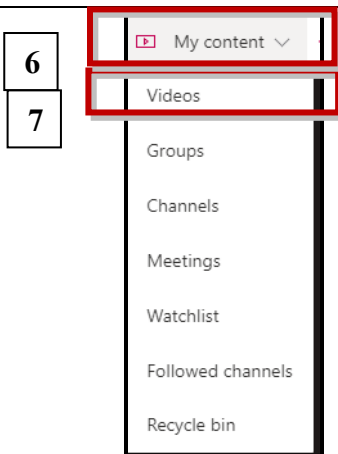 6
My content
7
Videos
Groups
Channels
Meetings
Watchlist
Followed channels
Recycle bin